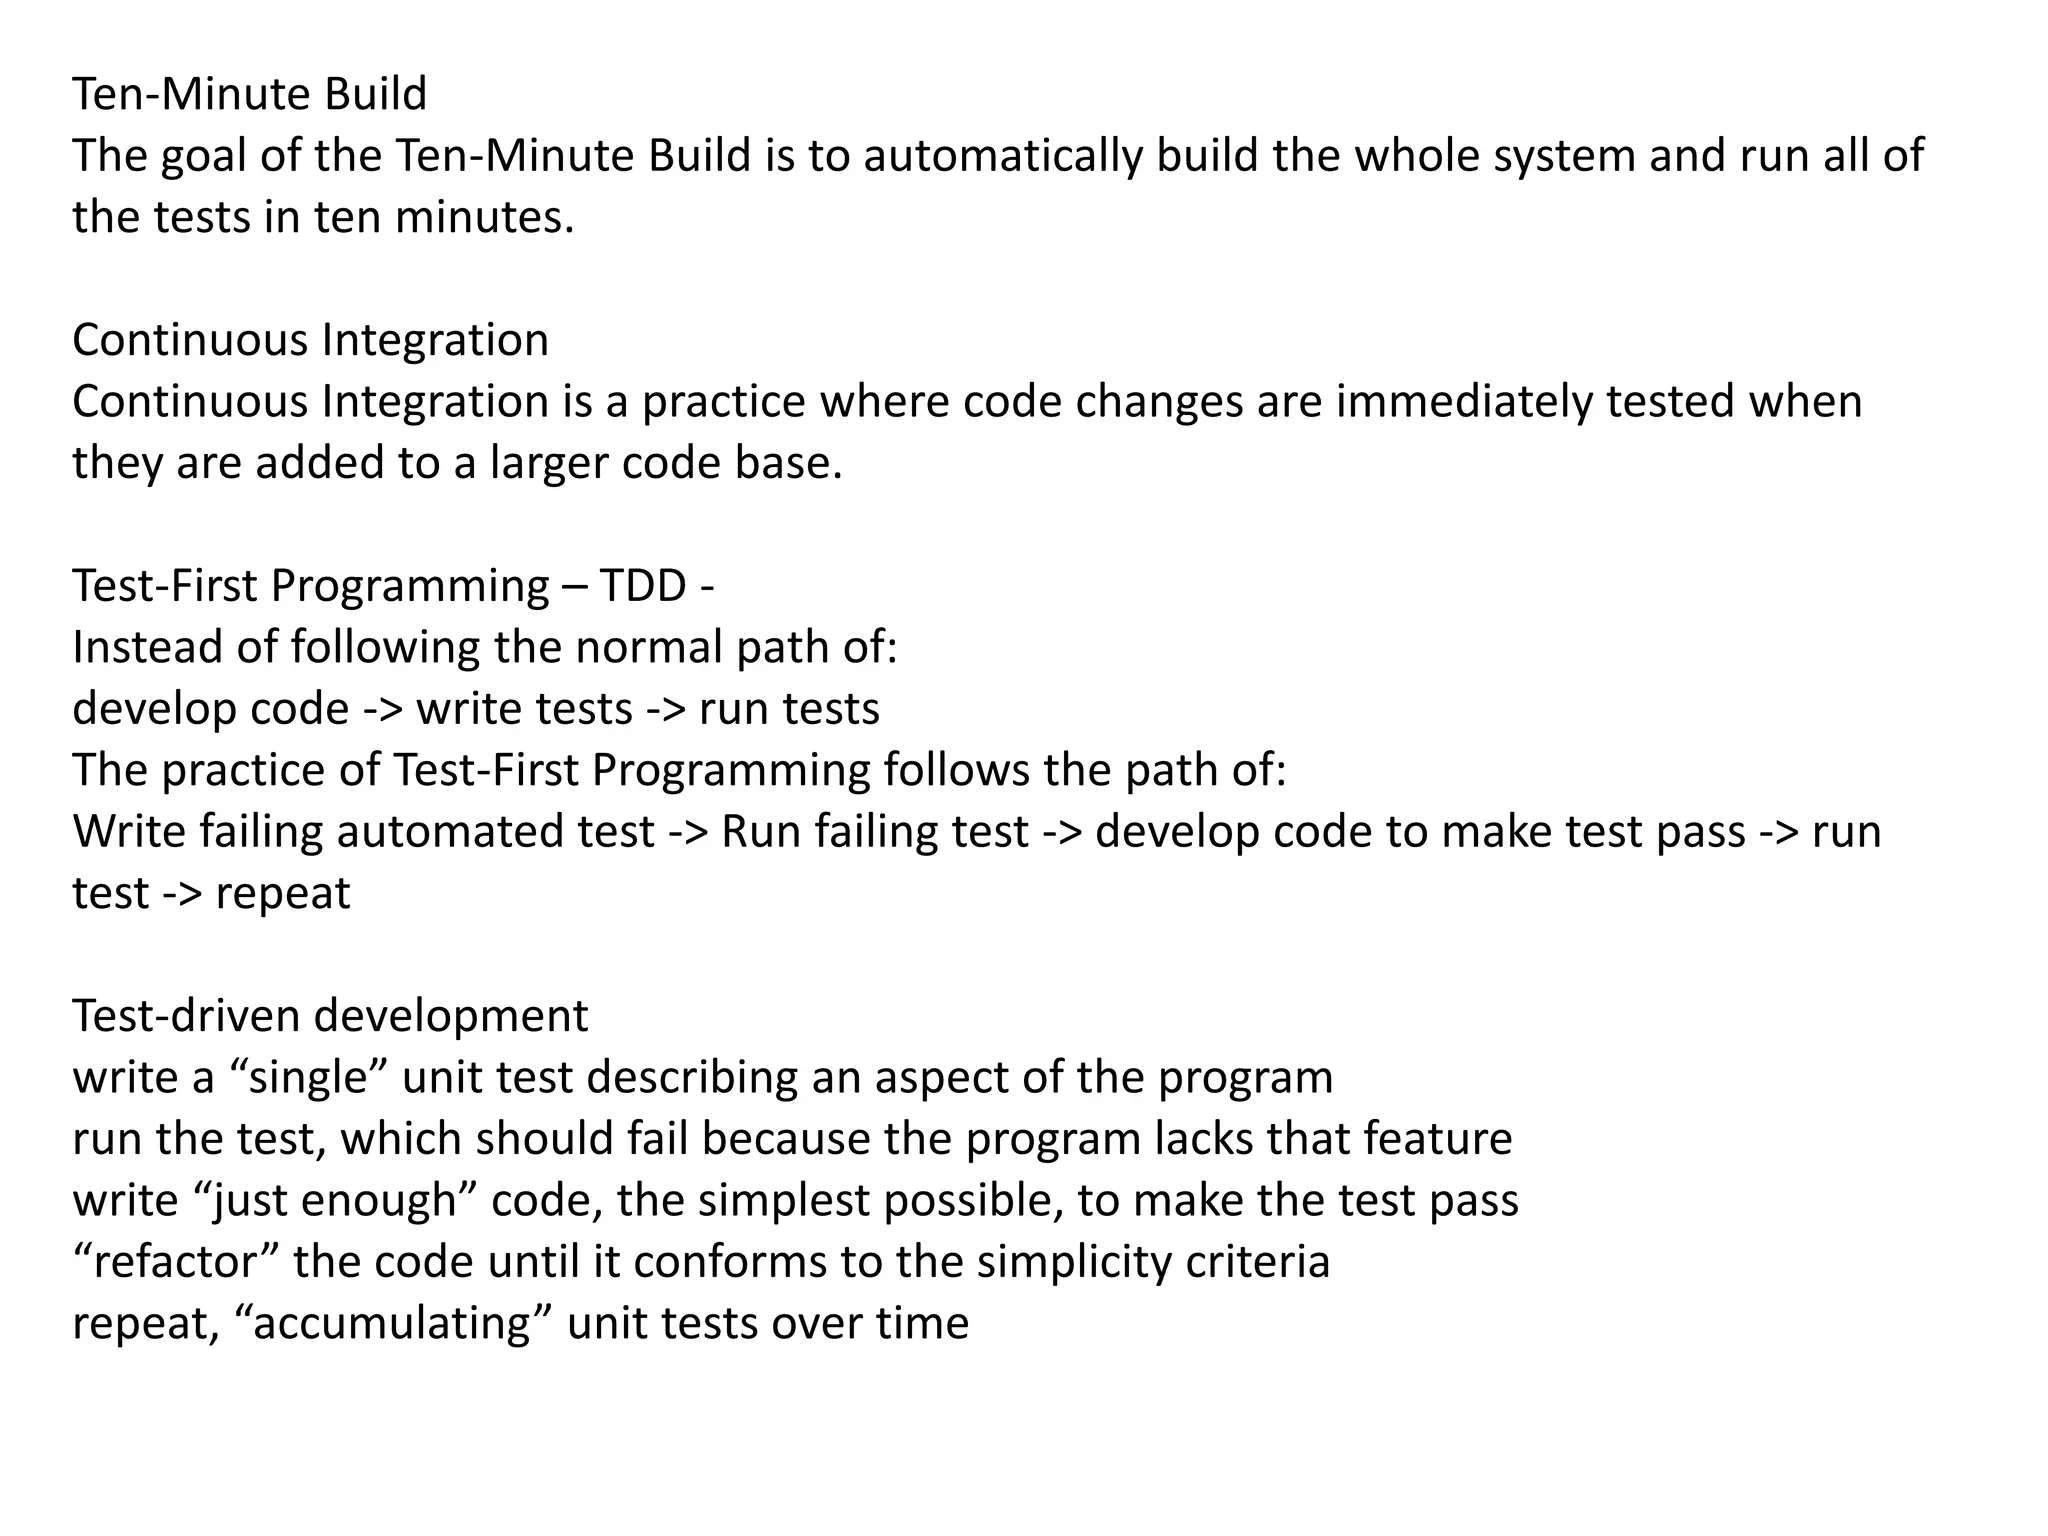 Ten-Minute Build
The goal of the Ten-Minute Build is to automatically build the whole system and run all of
the tests in ten minutes.
Continuous Integration
Continuous Integration is a practice where code changes are immediately tested when
they are added to a larger code base.
Test-First Programming – TDD -
Instead of following the normal path of:
develop code -> write tests -> run tests
The practice of Test-First Programming follows the path of:
Write failing automated test -> Run failing test -> develop code to make test pass -> run
test -> repeat
Test-driven development
write a “single” unit test describing an aspect of the program
run the test, which should fail because the program lacks that feature
write “just enough” code, the simplest possible, to make the test pass
“refactor” the code until it conforms to the simplicity criteria
repeat, “accumulating” unit tests over time